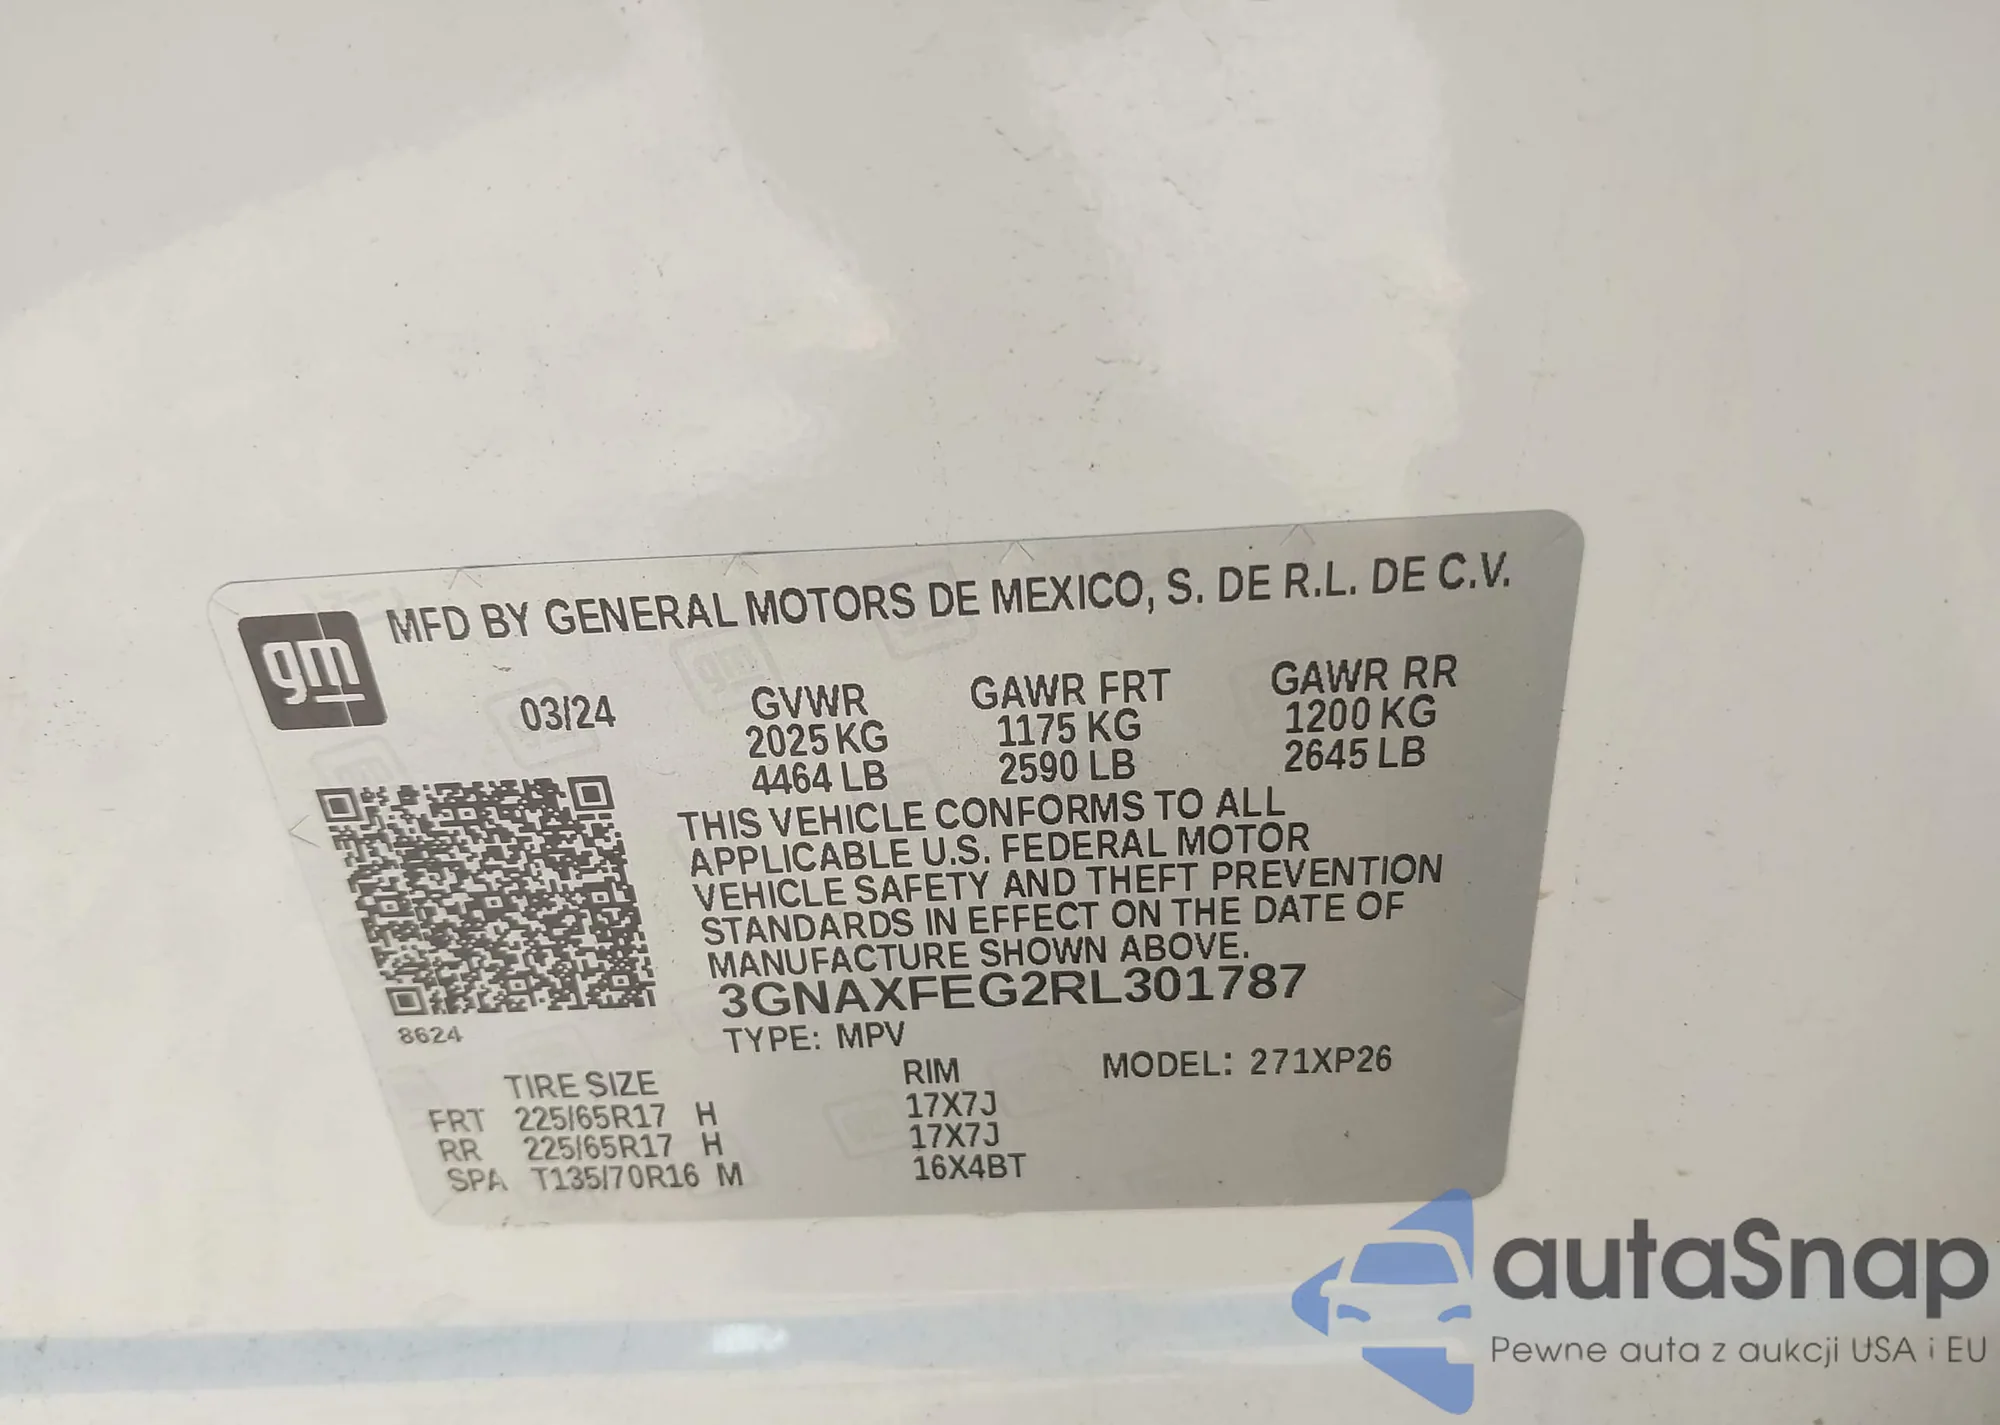 gm
MFD BY GENERAL MOTORS DE MEXICO, S. DE R.L. DE C.V.
03/24 GVWR GAWR FRT GAWR RR
2025 KG 1175 KG 1200 KG
4464 LB 2590 LB 2645 LB
THIS VEHICLE CONFORMS TO ALL
APPLICABLE U.S. FEDERAL MOTOR
VEHICLE SAFETY AND THEFT PREVENTION
STANDARDS IN EFFECT ON THE DATE OF
MANUFACTURE SHOWN ABOVE.
3GNAXFEG2RL301787
8624
TYPE: MPV
TIRE SIZE RIM MODEL: 271XP26
FRT 225/65R17 H 17X7J
RR 225/65R17 H 17X7J
SPA T135/70R16 M 16X4BT
autaSnap
Pewne auta z aukcji USA i EU